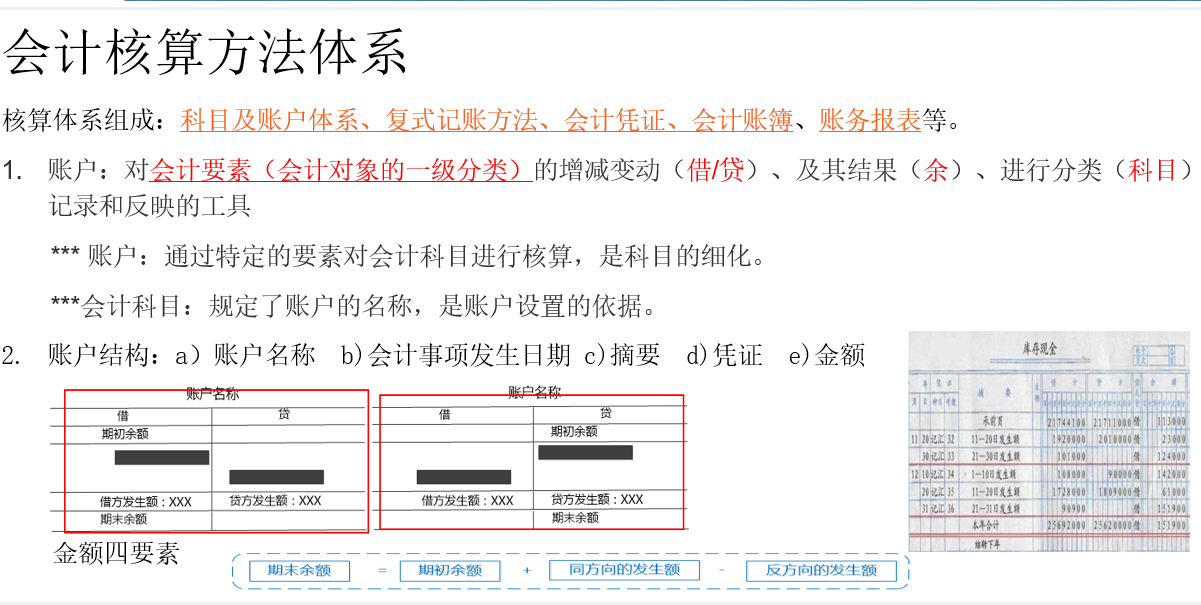 会计核算方法体系
核算体系组成：科目及账户体系、复式记账方法、会计凭证、会计账簿、账务报表等。
1. 账户：对会计要素（会计对象的一级分类）的增减变动（借/贷）、及其结果（余）、进行分类（科目）
记录和反映的工具
*** 账户：通过特定的要素对会计科目进行核算，是科目的细化。
***会计科目：规定了账户的名称，是账户设置的依据。
2. 账户结构：a）账户名称 b)会计事项发生日期 c)摘要 d)凭证 e)金额
账户名称
借 贷
期初余额
借方发生额：XXX 贷方发生额：XXX
期末余额
账户名称
借 贷
期初余额
借方发生额：XXX 贷方发生额：XXX
期末余额
库存现金
年 凭证 摘要 借方 贷方 余额
承前页 21744100 21711000 借 113000
11 20 记汇 32 11—20日发生额 1920000 2010000 借 23000
30 记汇 33 21—30日发生额 101000 借 124000
12 10 记汇 34 1—10日发生额 108000 90000 借 142000
20 记汇 35 11—20日发生额 1728000 1809000 借 61000
31 记汇 36 21—31日发生额 90900 借 151900
本年合计 25692000 25620000 借 151900
结转下年
金额四要素
期末余额 = 期初余额 + 同方向的发生额 - 反方向的发生额